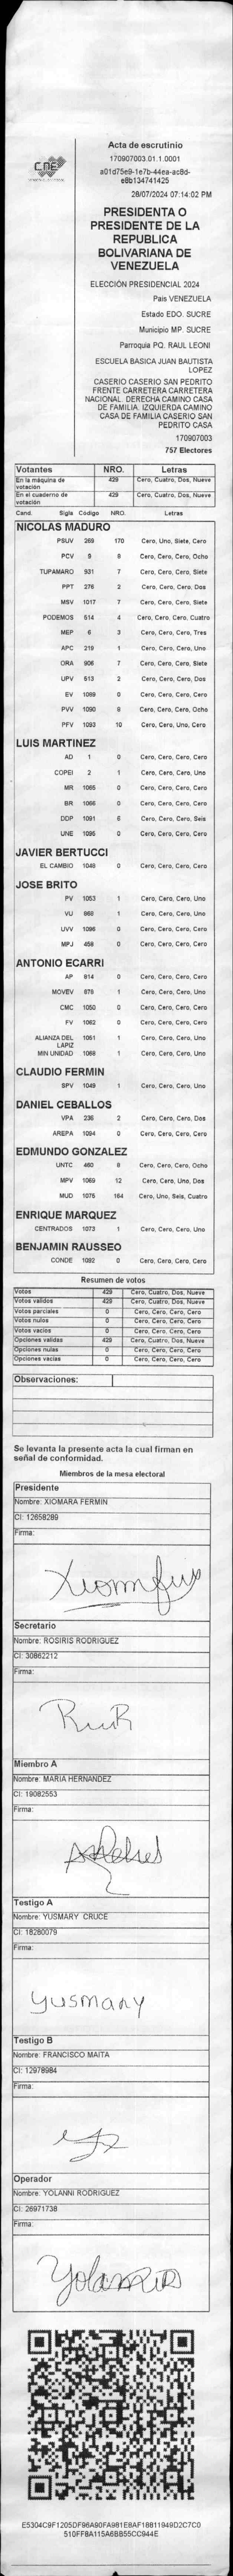 CNE
Acta de escrutinio
170907003.01.1.0001
a01d75e9-1e7b-44ea-ac8d-
e8b134741425
28/07/2024 07:14:02 PM
PRESIDENTA O
PRESIDENTE DE LA
REPUBLICA
BOLIVARIANA DE
VENEZUELA
ELECCIÓN PRESIDENCIAL 2024
País VENEZUELA
Estado EDO. SUCRE
Municipio MP. SUCRE
Parroquia PQ. RAUL LEONI
ESCUELA BASICA JUAN BAUTISTA
LOPEZ
CASERIO CASERIO SAN PEDRITO
FRENTE CARRETERA CARRETERA
NACIONAL. DERECHA CAMINO CASA
DE FAMILIA. IZQUIERDA CAMINO
CASA DE FAMILIA CASERIO SAN
PEDRITO CASA
170907003
757 Electores
Votantes NRO. Letras
En la máquina de votación 429 Cero, Cuatro, Dos, Nueve
En el cuaderno de votación 429 Cero, Cuatro, Dos, Nueve
Cand. Sigla Código NRO. Letras
NICOLAS MADURO
PSUV 269 170 Cero, Uno, Siete, Cero
PCV 9 8 Cero, Cero, Cero, Ocho
TUPAMARO 931 7 Cero, Cero, Cero, Siete
PPT 276 2 Cero, Cero, Cero, Dos
MSV 1017 7 Cero, Cero, Cero, Siete
PODEMOS 514 4 Cero, Cero, Cero, Cuatro
MEP 6 3 Cero, Cero, Cero, Tres
APC 219 1 Cero, Cero, Cero, Uno
ORA 906 7 Cero, Cero, Cero, Siete
UPV 513 2 Cero, Cero, Cero, Dos
EV 1089 0 Cero, Cero, Cero, Cero
PVV 1090 8 Cero, Cero, Cero, Ocho
PFV 1093 10 Cero, Cero, Uno, Cero
LUIS MARTINEZ
AD 1 0 Cero, Cero, Cero, Cero
COPEI 2 1 Cero, Cero, Cero, Uno
MR 1065 0 Cero, Cero, Cero, Cero
BR 1066 0 Cero, Cero, Cero, Cero
DDP 1091 6 Cero, Cero, Cero, Seis
UNE 1095 0 Cero, Cero, Cero, Cero
JAVIER BERTUCCI
EL CAMBIO 1048 0 Cero, Cero, Cero, Cero
JOSE BRITO
PV 1053 1 Cero, Cero, Cero, Uno
VU 868 1 Cero, Cero, Cero, Uno
UVV 1096 0 Cero, Cero, Cero, Cero
MPJ 458 0 Cero, Cero, Cero, Cero
ANTONIO ECARRI
AP 914 0 Cero, Cero, Cero, Cero
MOVEV 879 1 Cero, Cero, Cero, Uno
CMC 1050 0 Cero, Cero, Cero, Cero
FV 1062 0 Cero, Cero, Cero, Cero
ALIANZA DEL LAPIZ 1051 1 Cero, Cero, Cero, Uno
MIN UNIDAD 1068 1 Cero, Cero, Cero, Uno
CLAUDIO FERMIN
SPV 1049 1 Cero, Cero, Cero, Uno
DANIEL CEBALLOS
VPA 236 2 Cero, Cero, Cero, Dos
AREPA 1094 0 Cero, Cero, Cero, Cero
EDMUNDO GONZALEZ
UNTC 460 8 Cero, Cero, Cero, Ocho
MPV 1069 12 Cero, Cero, Uno, Dos
MUD 1075 164 Cero, Uno, Seis, Cuatro
ENRIQUE MARQUEZ
CENTRADOS 1073 1 Cero, Cero, Cero, Uno
BENJAMIN RAUSSEO
CONDE 1092 0 Cero, Cero, Cero, Cero
Resumen de votos
Votos 429 Cero, Cuatro, Dos, Nueve
Votos validos 429 Cero, Cuatro, Dos, Nueve
Votos parciales 0 Cero, Cero, Cero, Cero
Votos nulos 0 Cero, Cero, Cero, Cero
Votos vacios 0 Cero, Cero, Cero, Cero
Opciones validas 429 Cero, Cuatro, Dos, Nueve
Opciones nulas 0 Cero, Cero, Cero, Cero
Opciones vacias 0 Cero, Cero, Cero, Cero
Observaciones:
Se levanta la presente acta la cual firman en
señal de conformidad.
Miembros de la mesa electoral
Presidente
Nombre: XIOMARA FERMIN
CI: 12658289
Firma:
Secretario
Nombre: ROSIRIS RODRIGUEZ
CI: 30862212
Firma:
Miembro A
Nombre: MARIA HERNANDEZ
CI: 19082553
Firma:
Testigo A
Nombre: YUSMARY CRUCE
CI: 18280079
Firma:
Yusmany
Testigo B
Nombre: FRANCISCO MAITA
CI: 12978984
Firma:
Operador
Nombre: YOLANNI RODRIGUEZ
CI: 26971738
Firma:
E5304C9F1205DF96A90FA981E8AF18811949D2C7C0
510FF8A115A6BB55CC944E